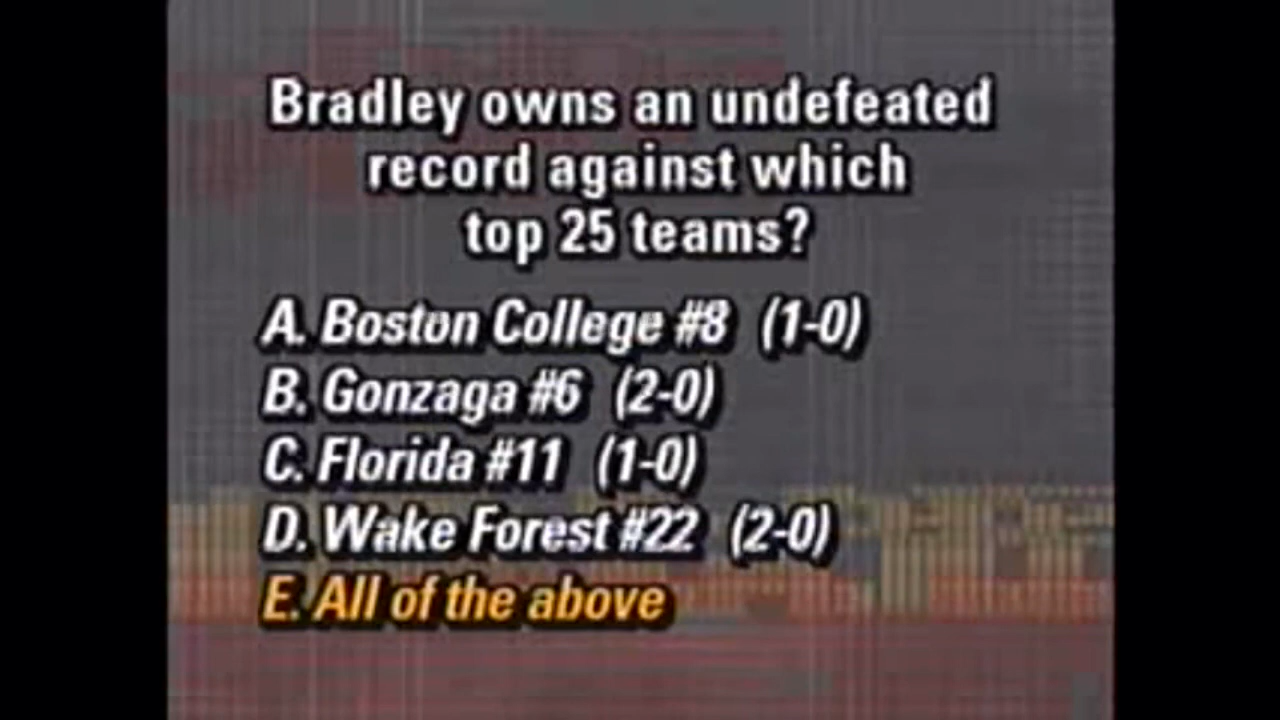 Bradley owns an undefeated
record against which
top 25 teams?
A. Boston College #8 (1-0)
B. Gonzaga #6 (2-0)
C. Florida #11 (1-0)
D. Wake Forest #22 (2-0)
E. All of the above